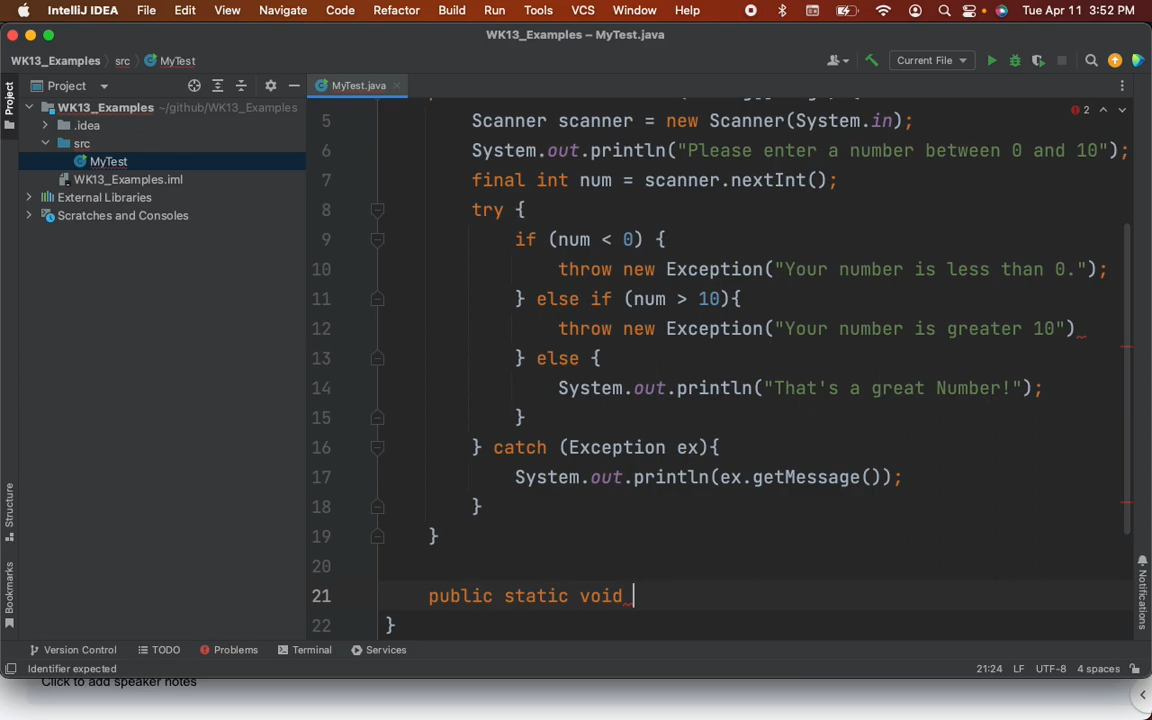 IntelliJ IDEA File Edit View Navigate Code Refactor Build Run Tools VCS Window Help Tue Apr 11 3:52 PM
WK13_Examples – MyTest.java
WK13_Examples src MyTest Current File
Project
Project MyTest.java
WK13_Examples ~/github/WK13_Examples
.idea
src
MyTest
WK13_Examples.iml
External Libraries
Scratches and Consoles
2
5 Scanner scanner = new Scanner(System.in);
6 System.out.println("Please enter a number between 0 and 10");
7 final int num = scanner.nextInt();
8 try {
9 if (num < 0) {
10 throw new Exception("Your number is less than 0.");
11 } else if (num > 10){
12 throw new Exception("Your number is greater 10")
13 } else {
14 System.out.println("That's a great Number!");
15 }
16 } catch (Exception ex){
17 System.out.println(ex.getMessage());
18 }
19 }
20
21 public static void
22 }
Structure
Bookmarks
Notifications
Version Control TODO Problems Terminal Services
Identifier expected 21:24 LF UTF-8 4 spaces
Click to add speaker notes